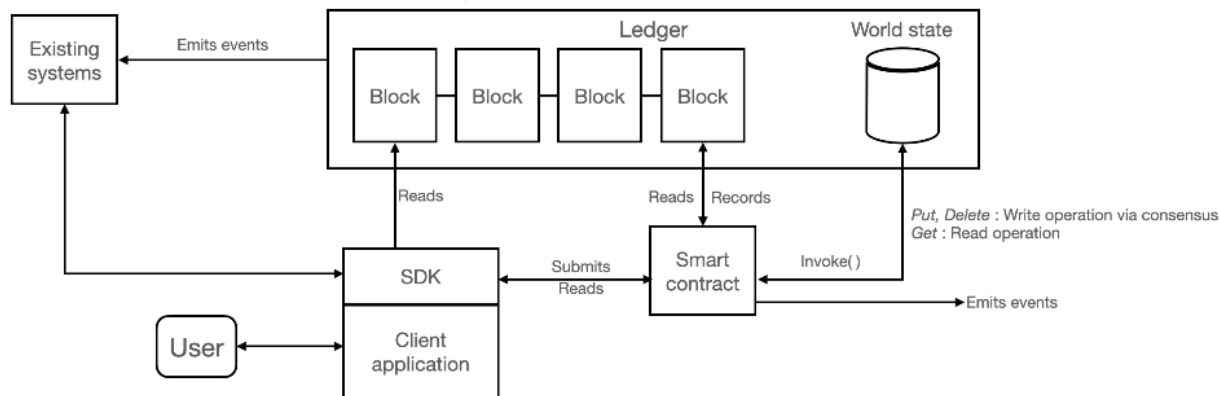 Ledger
World state
Existing
systems
Emits events
Block
Block
Block
Block
Reads
Reads
Records
Put, Delete : Write operation via consensus
Get : Read operation
SDK
Submits
Reads
Smart
contract
Invoke( )
Emits events
User
Client
application